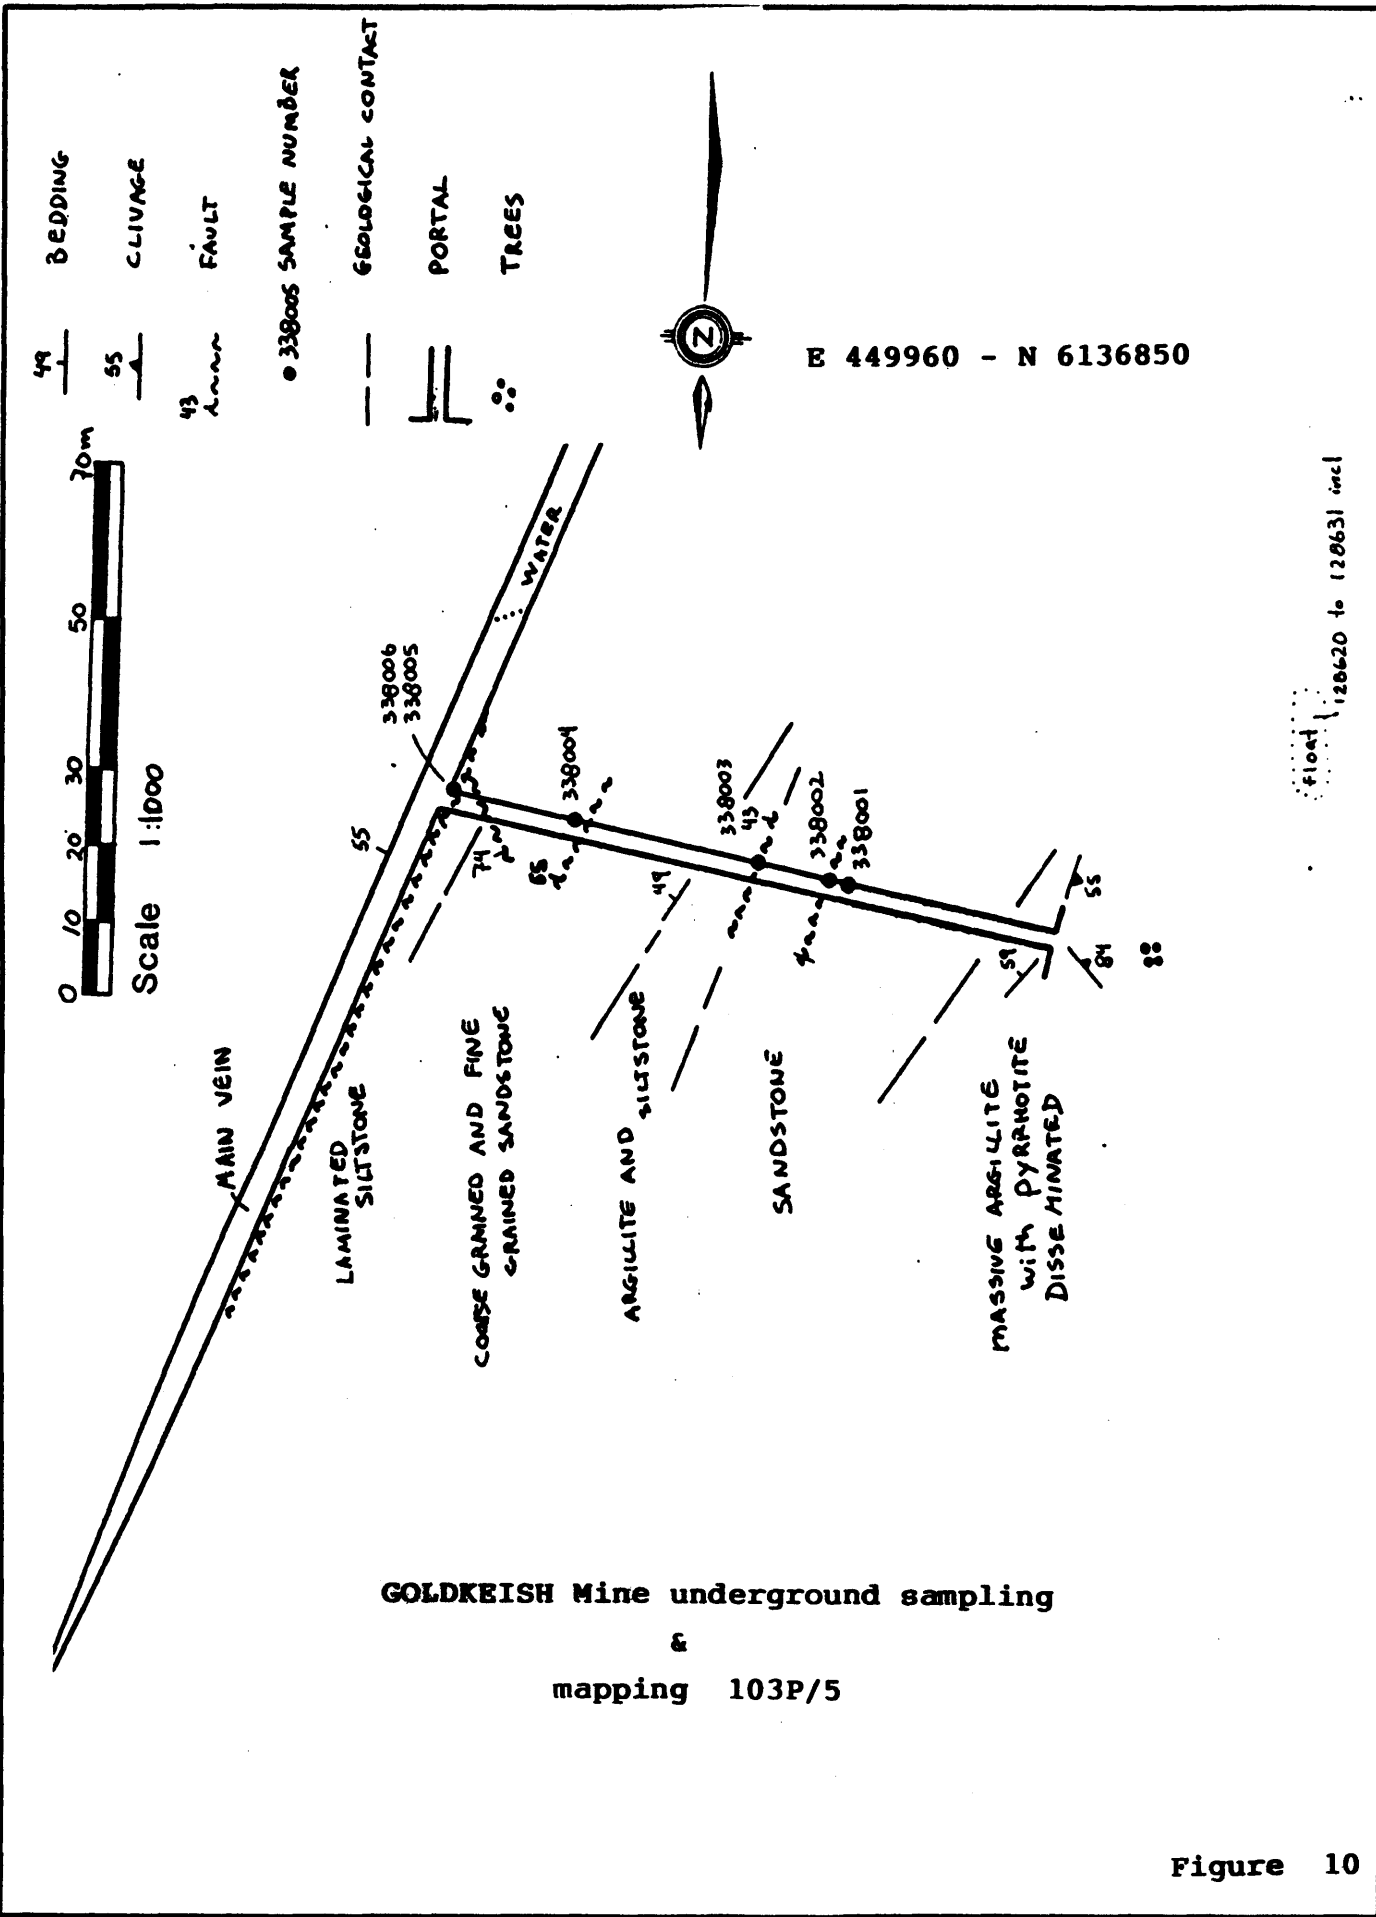 49
BEDDING
55
CLIVAGE
43
FAULT
338005 SAMPLE NUMBER
GEOLOGICAL CONTACT
PORTAL
TREES
0 10 20 30 50 70m
Scale 1:1000
N
E 449960 - N 6136850
MAIN VEIN
WATER
55
338006
338005
74
338004
49
338003
43
338002
338001
59
84
55
LAMINATED
SILTSTONE
COARSE GRAINED AND FINE
GRAINED SANDSTONE
ARGILLITE AND SILTSTONE
SANDSTONE
MASSIVE ARGILLITE
with PYRRHOTITE
DISSEMINATED
float
128620 to 128631 incl
GOLDKEISH Mine underground sampling
&
mapping 103P/5
Figure 10